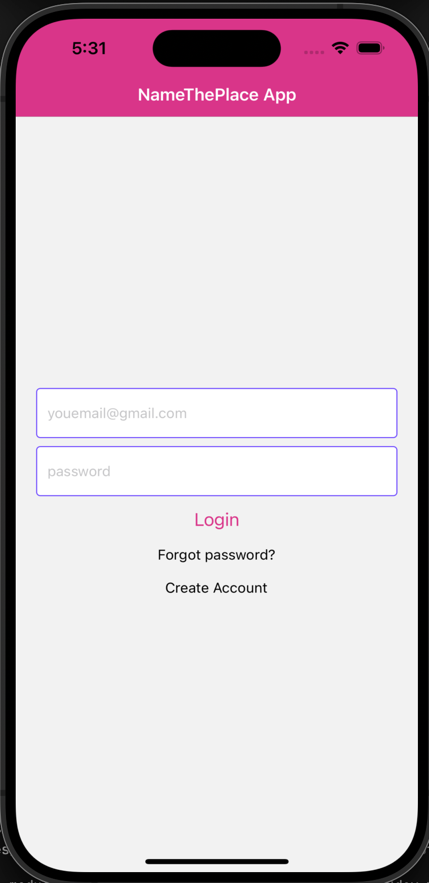 5:31
NameThePlace App
youemail@gmail.com
password
Login
Forgot password?
Create Account